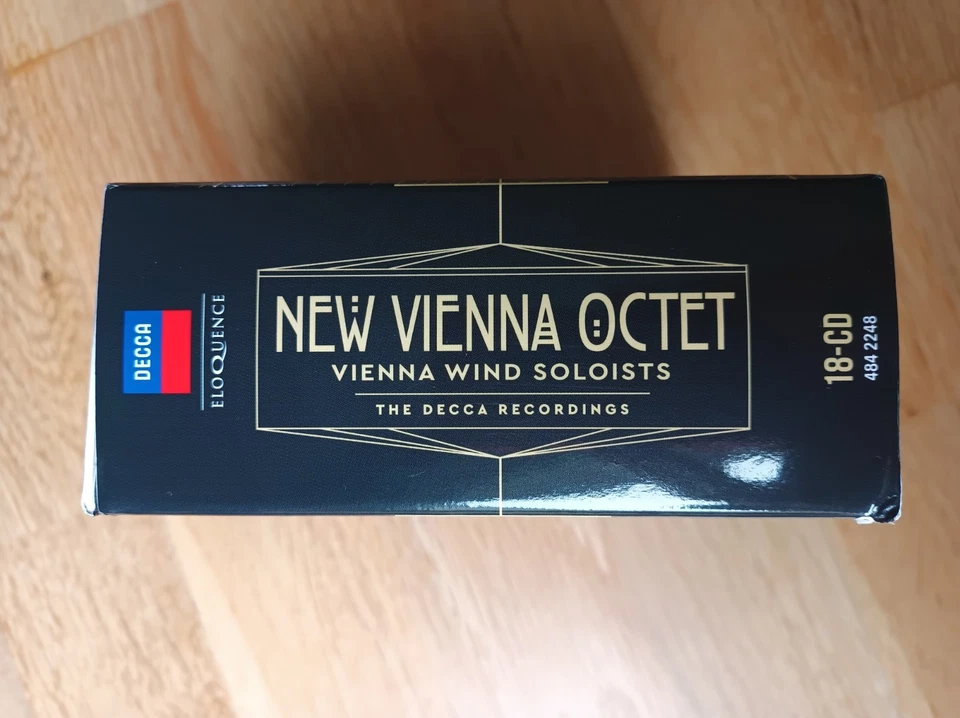 DECCA
ELOQUENCE
NEW VIENNA OCTET
VIENNA WIND SOLOISTS
THE DECCA RECORDINGS
18-CD
484 2248